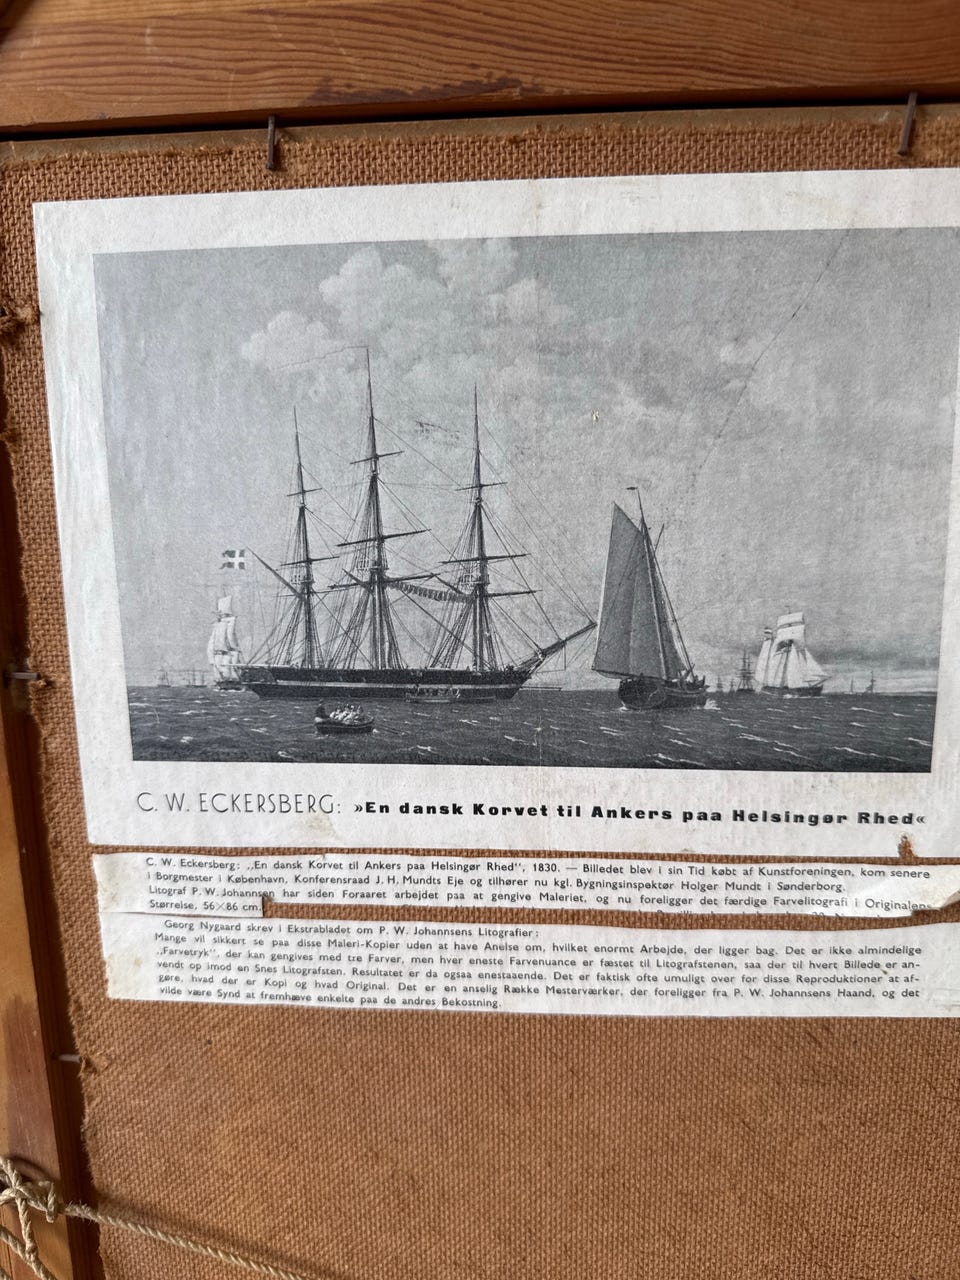 C. W. ECKERSBERG: »En dansk Korvet til Ankers paa Helsingør Rhed«
C. W. Eckersberg: „En dansk Korvet til Ankers paa Helsingør Rhed", 1830. — Billedet blev i sin Tid købt af Kunstforeningen, kom senere
i Borgmester i København, Konferensraad J. H. Mundts Eje og tilhører nu kgl. Bygningsinspektør Holger Mundt i Sønderborg.
Litograf P. W. Johannsen har siden Foraaret arbejdet paa at gengive Maleriet, og nu foreligger det færdige Farvelitografi i Originalens
Størrelse, 56×86 cm.
Georg Nygaard skrev i Ekstrabladet om P. W. Johannsens Litografier:
Mange vil sikkert se paa disse Maleri-Kopier uden at have Anelse om, hvilket enormt Arbejde, der ligger bag. Det er ikke almindelige
„Farvetryk", der kan gengives med tre Farver, men hver eneste Farvenuance er fæstet til Litografstenen, saa der til hvert Billede er an-
vendt op imod en Snes Litografsten. Resultatet er da ogsaa enestaaende. Det er faktisk ofte umuligt over for disse Reproduktioner at af-
gøre, hvad der er Kopi og hvad Original. Det er en anselig Række Mesterværker, der foreligger fra P. W. Johannsens Haand, og det
vilde være Synd at fremhæve enkelte paa de andres Bekostning.